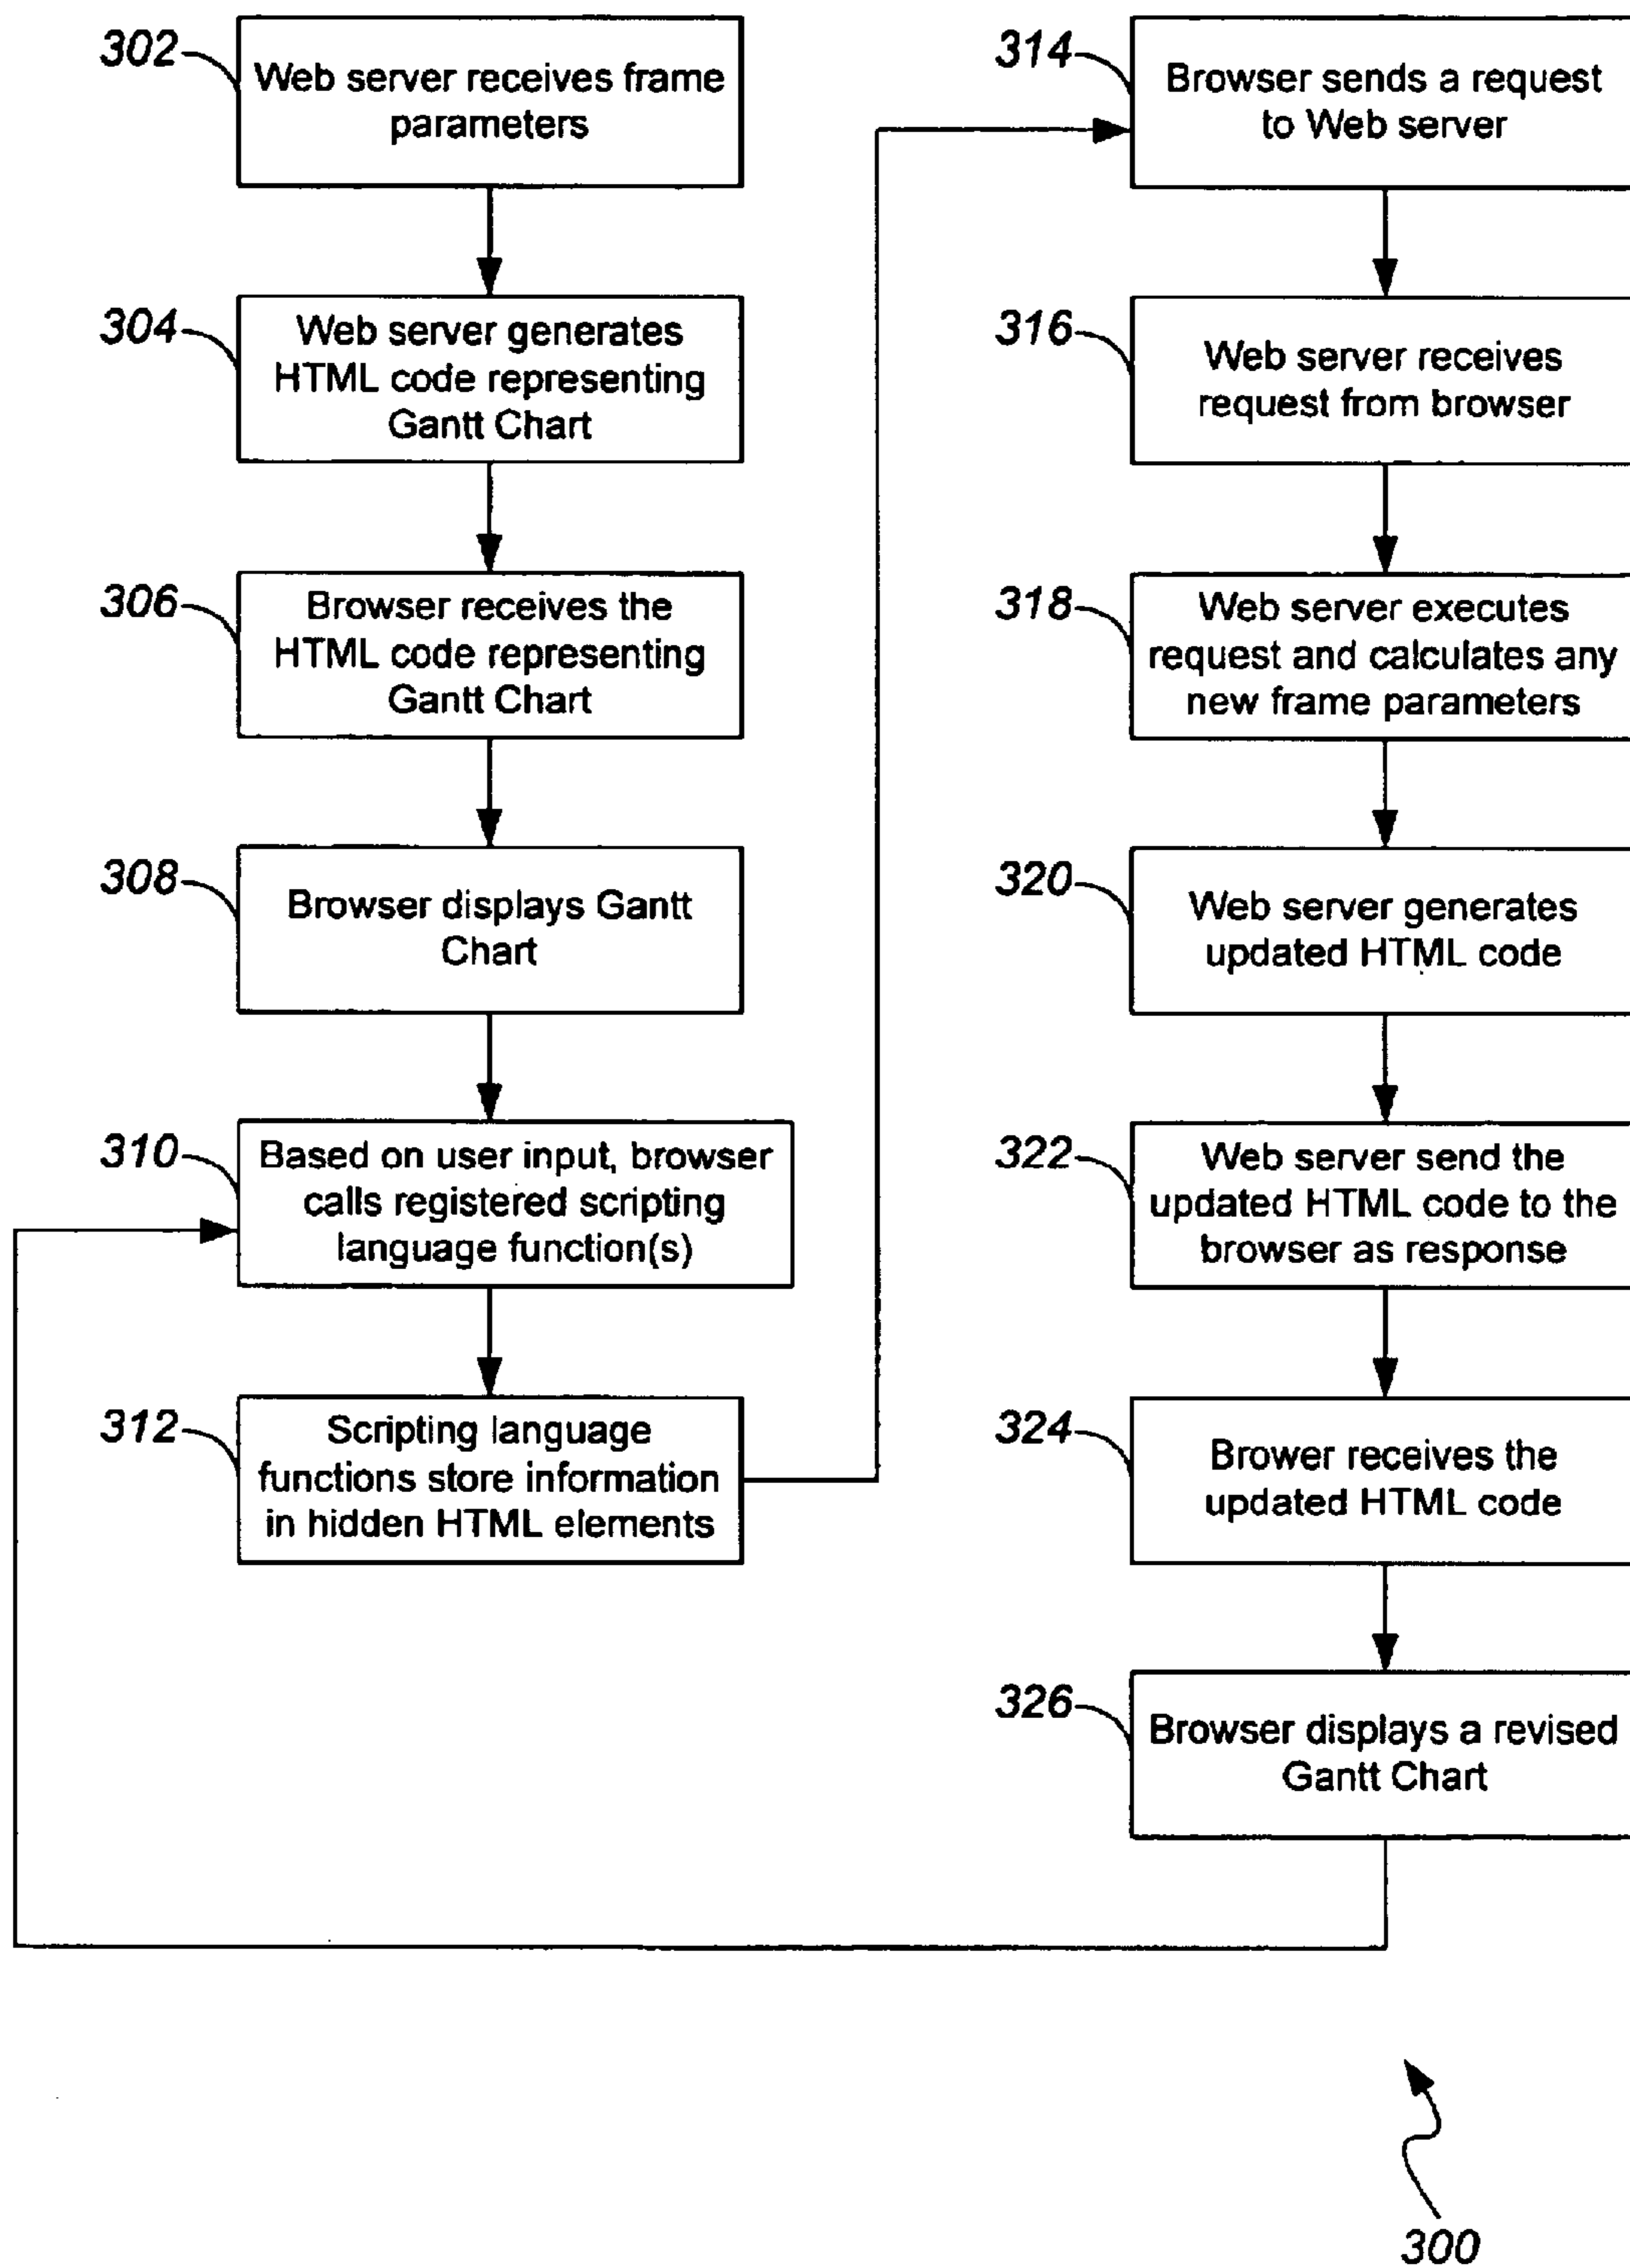 302
Web server receives frame
parameters
304
Web server generates
HTML code representing
Gantt Chart
306
Browser receives the
HTML code representing
Gantt Chart
308
Browser displays Gantt
Chart
310
Based on user input, browser
calls registered scripting
language function(s)
312
Scripting language
functions store information
in hidden HTML elements
314
Browser sends a request
to Web server
316
Web server receives
request from browser
318
Web server executes
request and calculates any
new frame parameters
320
Web server generates
updated HTML code
322
Web server send the
updated HTML code to the
browser as response
324
Brower receives the
updated HTML code
326
Browser displays a revised
Gantt Chart
300